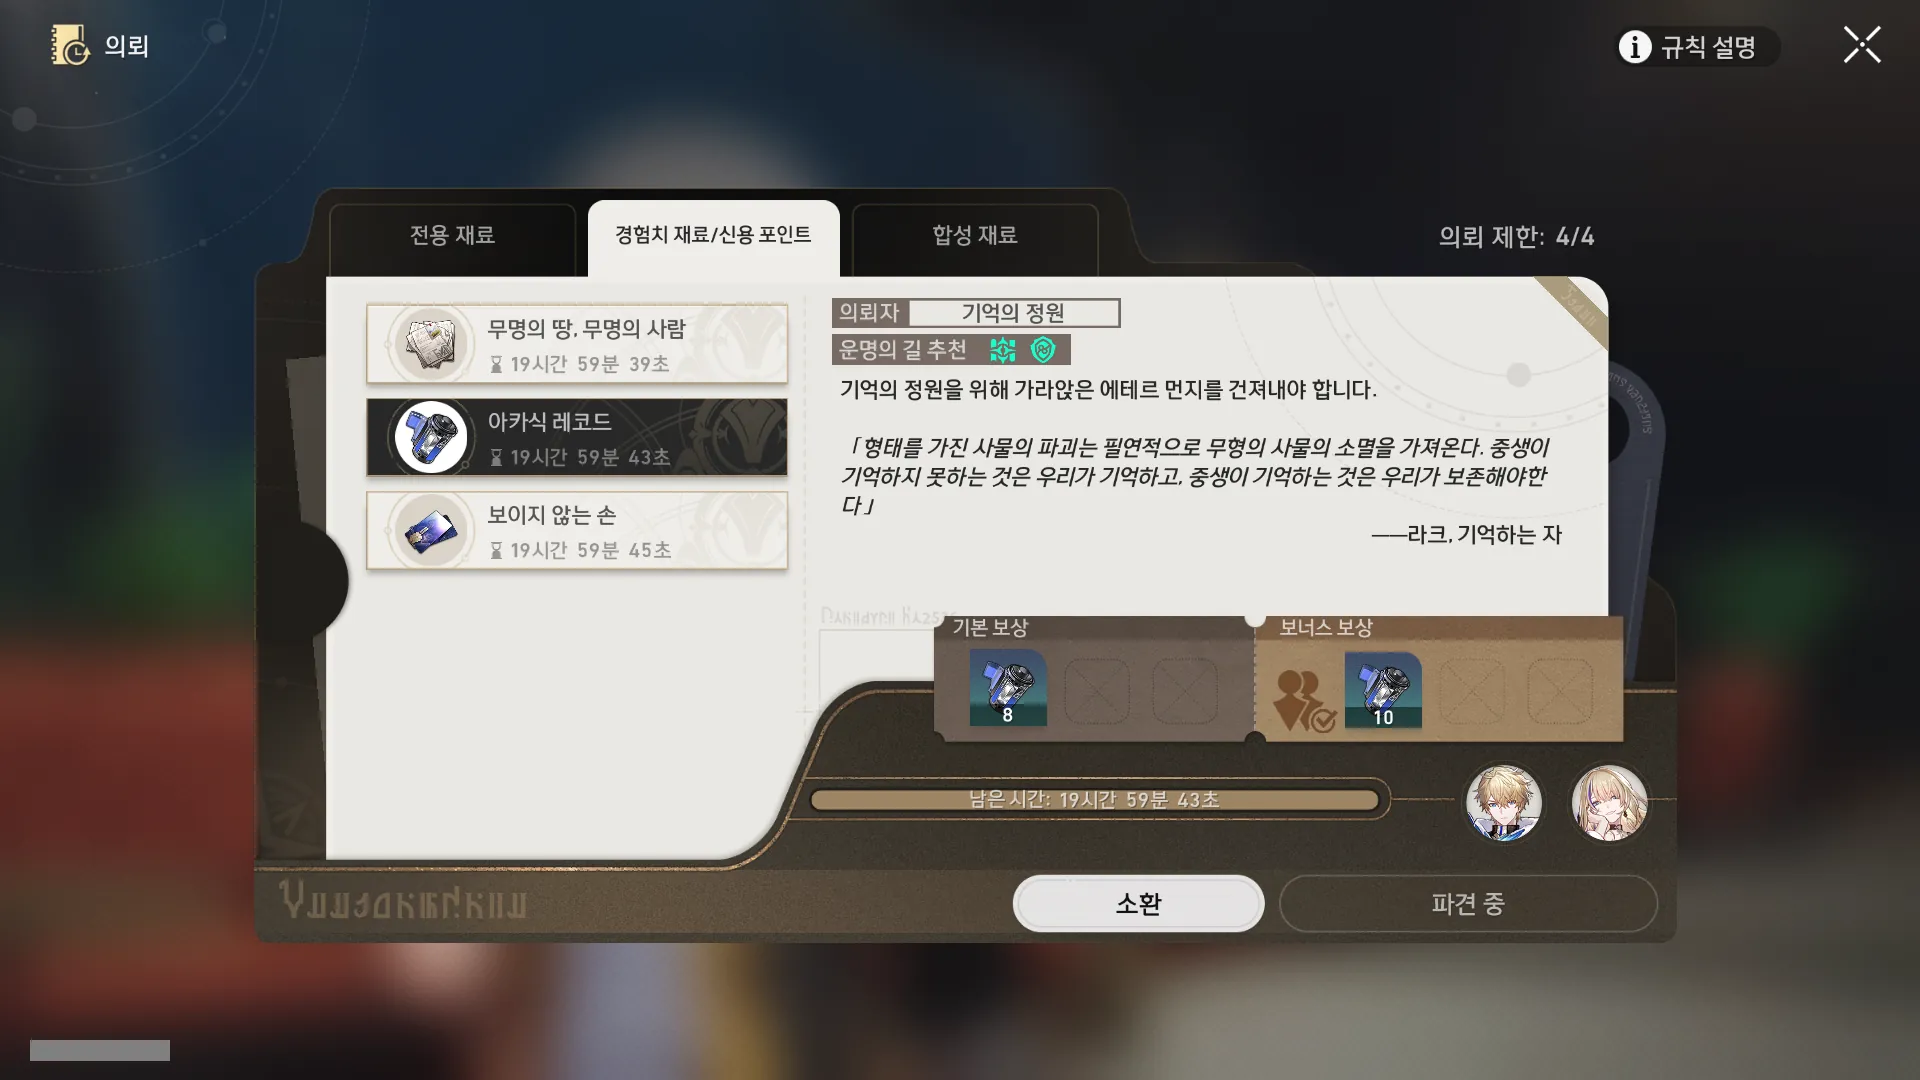 의뢰
규칙 설명
전용 재료
경험치 재료/신용 포인트
합성 재료
의뢰 제한: 4/4
무명의 땅, 무명의 사람
19시간 59분 39초
아카식 레코드
19시간 59분 43초
보이지 않는 손
19시간 59분 45초
의뢰자 기억의 정원
운명의 길 추천
기억의 정원을 위해 가라앉은 에테르 먼지를 건져내야 합니다.
「형태를 가진 사물의 파괴는 필연적으로 무형의 사물의 소멸을 가져온다. 중생이
기억하지 못하는 것은 우리가 기억하고, 중생이 기억하는 것은 우리가 보존해야한
다」
——라크, 기억하는 자
기본 보상
보너스 보상
8
10
남은 시간: 19시간 59분 43초
소환
파견 중